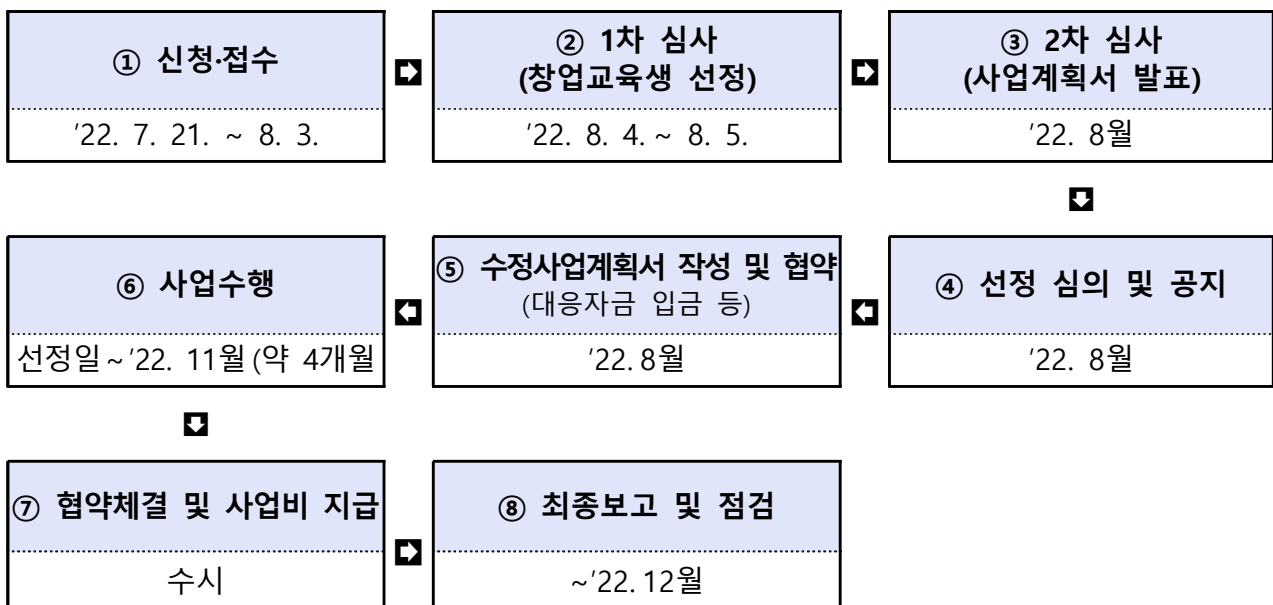 ① 신청·접수
'22. 7. 21. ~ 8. 3.
② 1차 심사
(창업교육생 선정)
'22. 8. 4. ~ 8. 5.
③ 2차 심사
(사업계획서 발표)
'22. 8월
④ 선정 심의 및 공지
'22. 8월
⑤ 수정사업계획서 작성 및 협약
(대응자금 입금 등)
'22. 8월
⑥ 사업수행
선정일 ~ '22. 11월 (약 4개월
⑦ 협약체결 및 사업비 지급
수시
⑧ 최종보고 및 점검
~'22. 12월